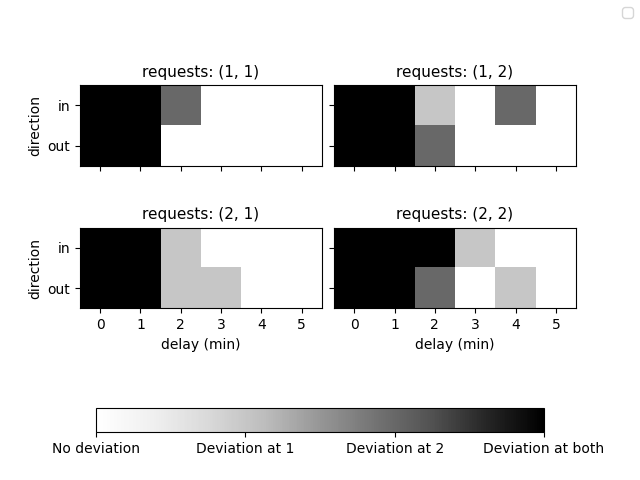 requests: (1, 1)
requests: (1, 2)
direction
in
out
requests: (2, 1)
requests: (2, 2)
direction
in
out
0 1 2 3 4 5
0 1 2 3 4 5
delay (min)
delay (min)
No deviation
Deviation at 1
Deviation at 2
Deviation at both